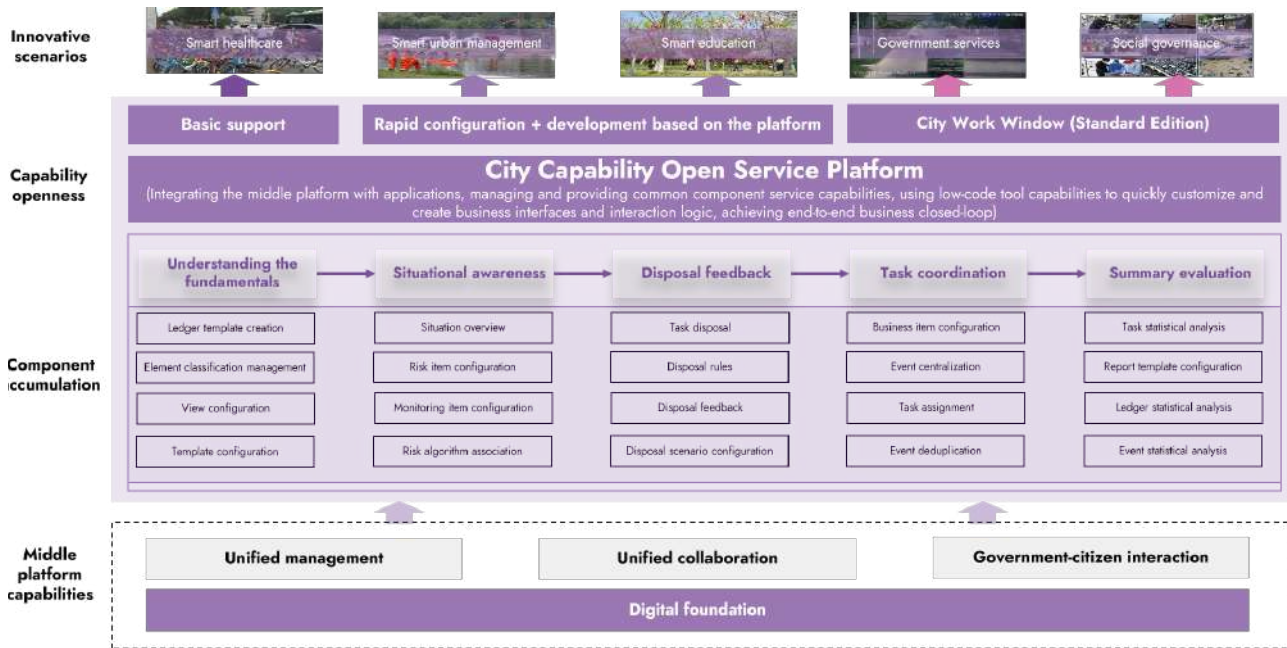 Innovative
scenarios
Smart healthcare
Smart urban management
Smart education
Government services
Social governance
Basic support
Rapid configuration + development based on the platform
City Work Window (Standard Edition)
Capability
openness
City Capability Open Service Platform
(Integrating the middle platform with applications, managing and providing common component service capabilities, using low-code tool capabilities to quickly customize and
create business interfaces and interaction logic, achieving end-to-end business closed-loop)
Understanding the
fundamentals
Situational awareness
Disposal feedback
Task coordination
Summary evaluation
Component
ccumulation
Ledger template creation
Situation overview
Task disposal
Business item configuration
Task statistical analysis
Element classification management
Risk item configuration
Disposal rules
Event centralization
Report template configuration
View configuration
Monitoring item configuration
Disposal feedback
Task assignment
Ledger statistical analysis
Template configuration
Risk algorithm association
Disposal scenario configuration
Event deduplication
Event statistical analysis
Middle
platform
capabilities
Unified management
Unified collaboration
Government-citizen interaction
Digital foundation